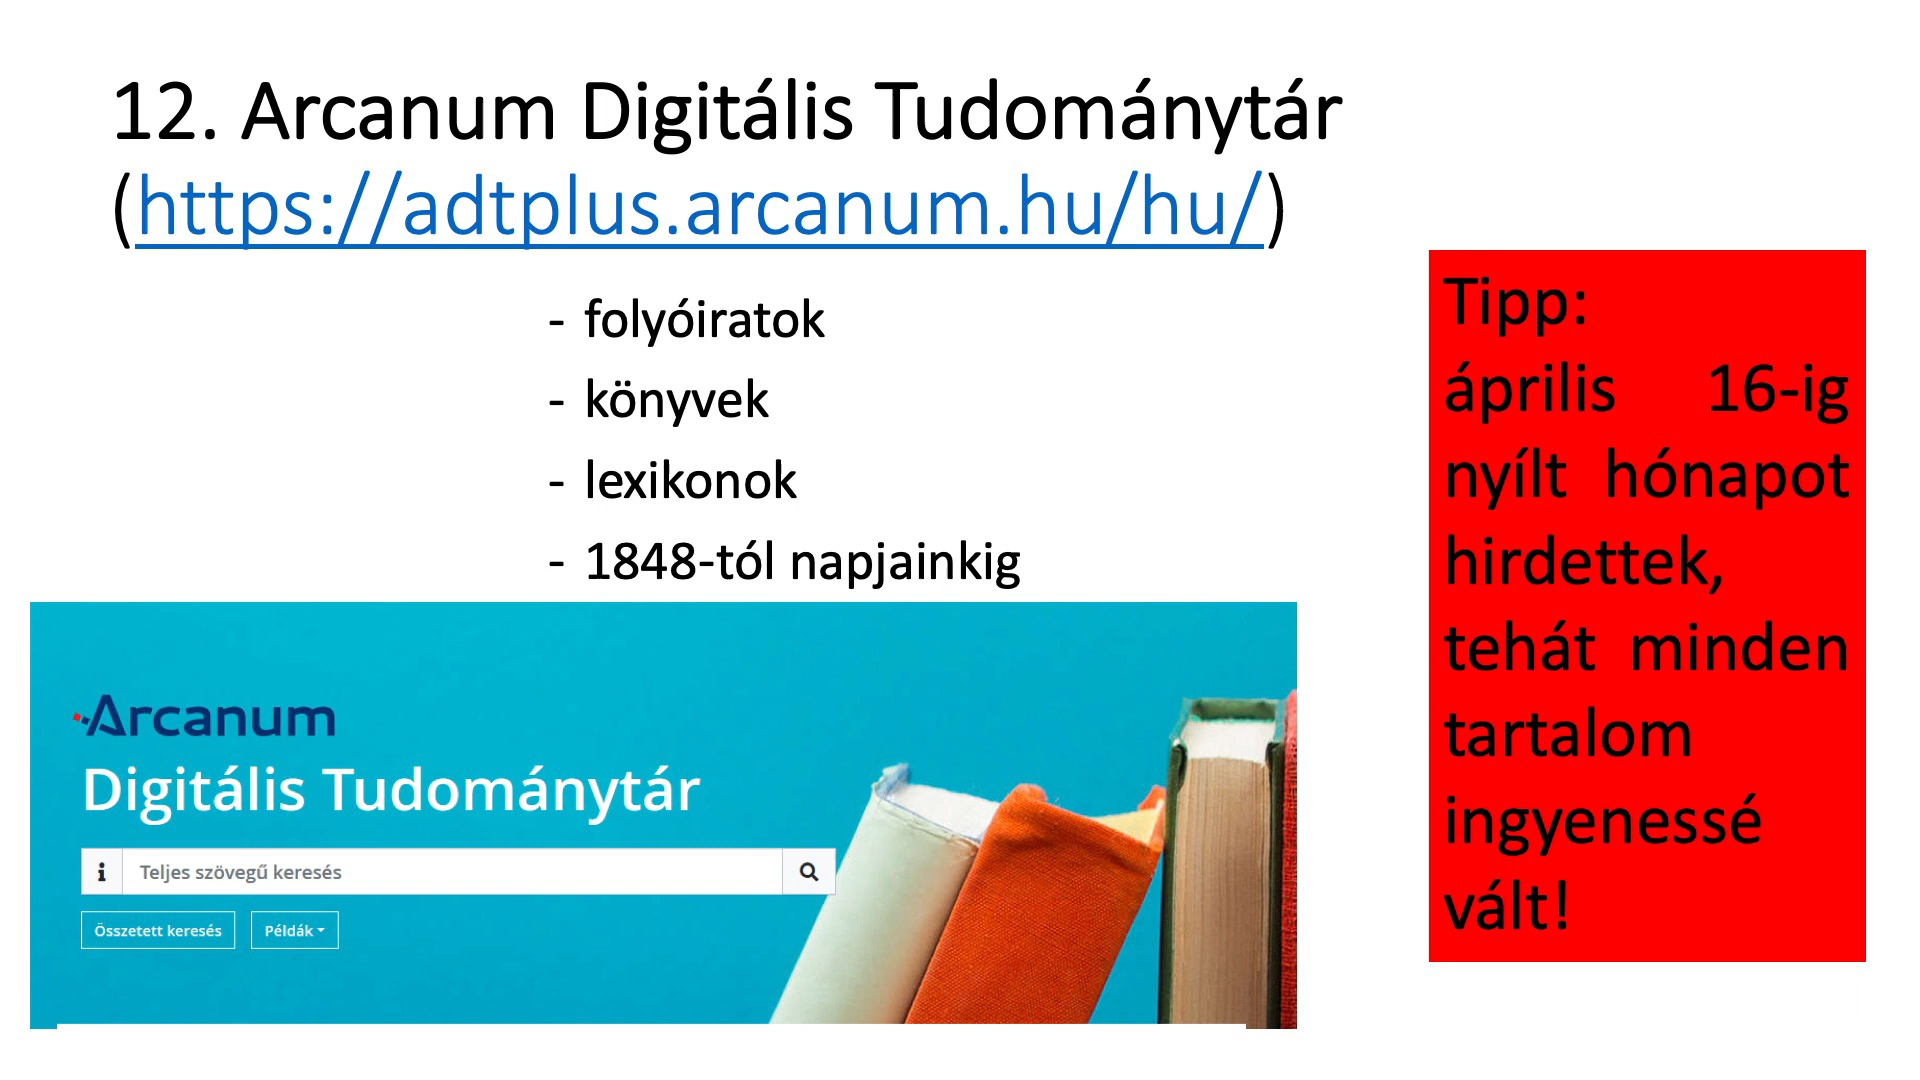 12. Arcanum Digitális Tudománytár
(https://adtplus.arcanum.hu/hu/)
- folyóiratok
- könyvek
- lexikonok
- 1848-tól napjainkig
Tipp:
április 16-ig
nyílt hónapot
hirdettek,
tehát minden
tartalom
ingyenessé
vált!
Arcanum
Digitális Tudománytár
i Teljes szövegű keresés
Összetett keresés Példák